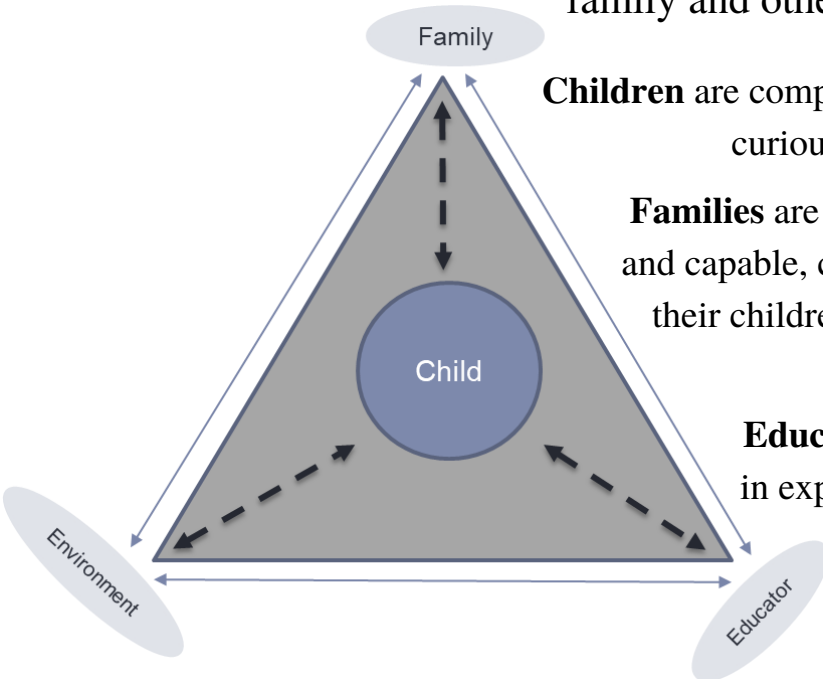 family and othe
Family
Children are comp
curiou
Families are
and capable, c
their childre
Child
Educ
in exp
Environment
Educator